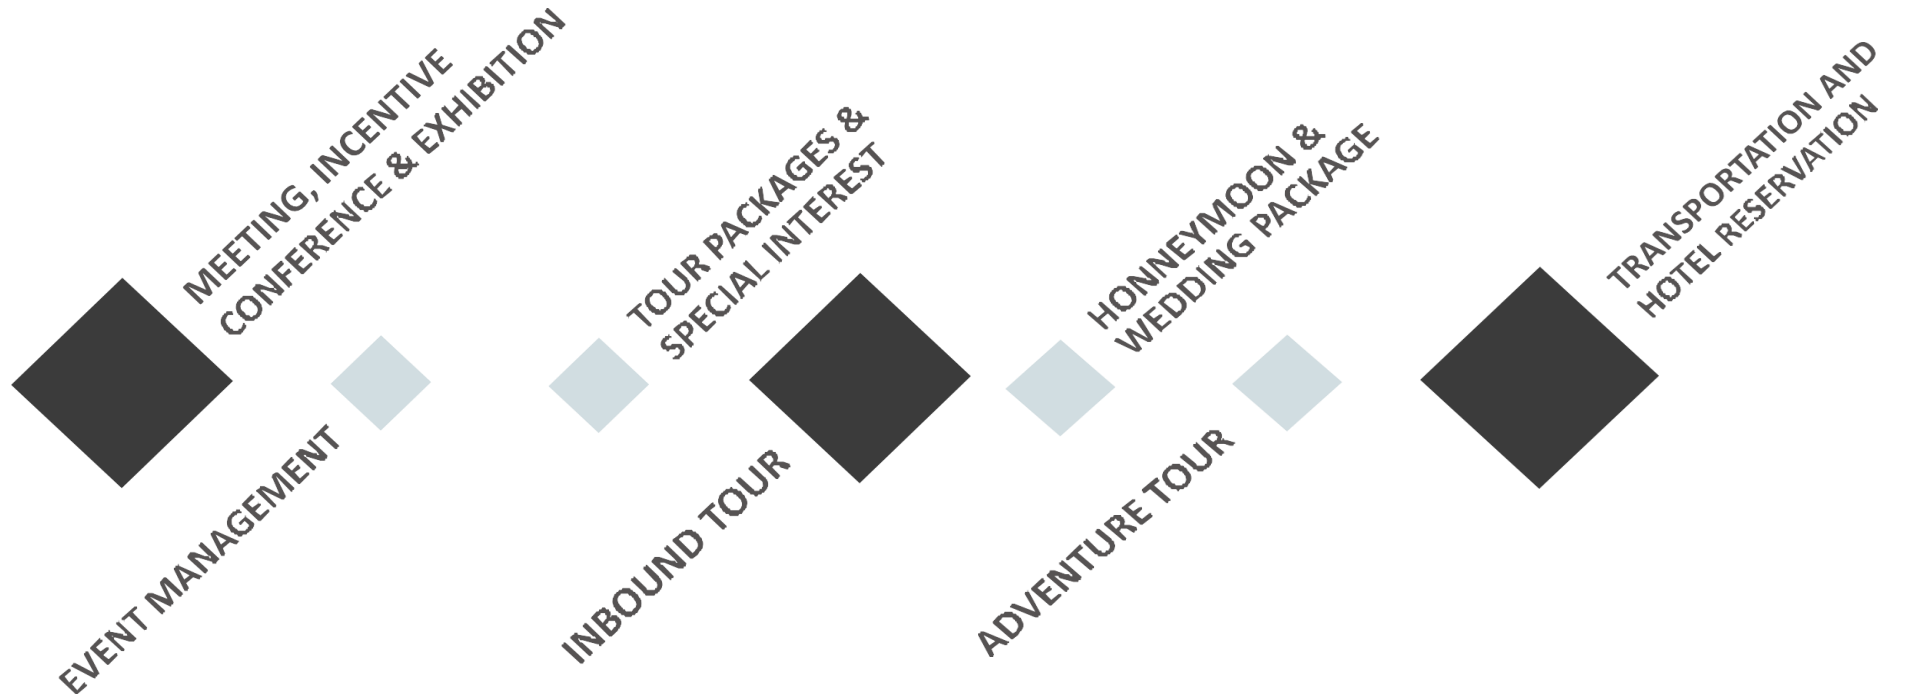 MEETING, INCENTIVE
CONFERENCE & EXHIBITION
EVENT MANAGEMENT
TOUR PACKAGES &
SPECIAL INTEREST
INBOUND TOUR
HONNEYMOON &
WEDDING PACKAGE
ADVENTURE TOUR
TRANSPORTATION AND
HOTEL RESERVATION